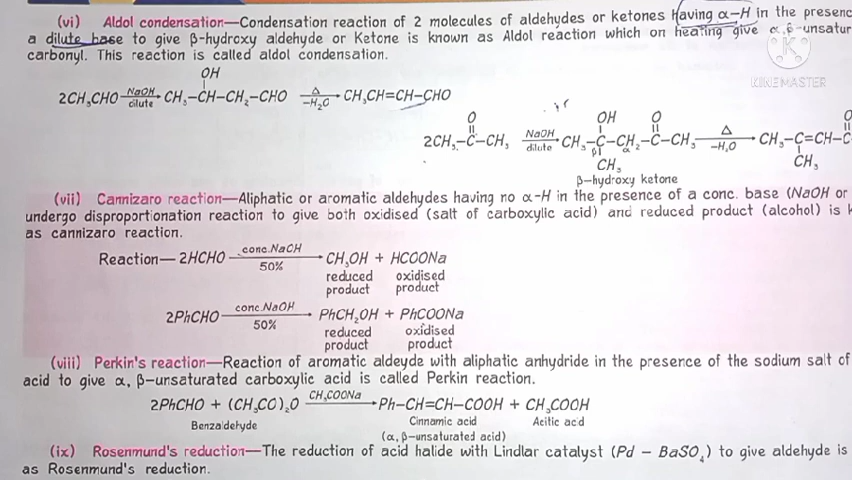 (vi) Aldol condensation—Condensation reaction of 2 molecules of aldehydes or ketones having α–H in the presenc
a dilute base to give β-hydroxy aldehyde or Ketone is known as Aldol reaction which on heating give α, β-unsatur
carbonyl. This reaction is called aldol condensation.
KINEMASTER
OH
2CH₃CHO NaOH dilute CH₃–CH–CH₂–CHO Δ –H₂O CH₃CH=CH–CHO
O OH O O
2CH₃–C–CH₃ NaOH dilute CH₃–C–CH₂–C–CH₃ Δ –H₂O CH₃–C=CH–C
β α
CH₃ CH₃
β-hydroxy ketone
(vii) Cannizaro reaction—Aliphatic or aromatic aldehydes having no α-H in the presence of a conc. base (NaOH or
undergo disproportionation reaction to give both oxidised (salt of carboxylic acid) and reduced product (alcohol) is k
as cannizaro reaction.
Reaction— 2HCHO conc.NaOH 50% CH₃OH + HCOONa
reduced oxidised
product product
2PhCHO conc.NaOH 50% PhCH₂OH + PhCOONa
reduced oxidised
product product
(viii) Perkin's reaction—Reaction of aromatic aldeyde with aliphatic anhydride in the presence of the sodium salt of
acid to give α, β-unsaturated carboxylic acid is called Perkin reaction.
2PhCHO + (CH₃CO)₂O CH₃COONa Ph–CH=CH–COOH + CH₃COOH
Benzaldehyde Cinnamic acid Acitic acid
(α, β-unsaturated acid)
(ix) Rosenmund's reduction—The reduction of acid halide with Lindlar catalyst (Pd – BaSO₄) to give aldehyde is
as Rosenmund's reduction.